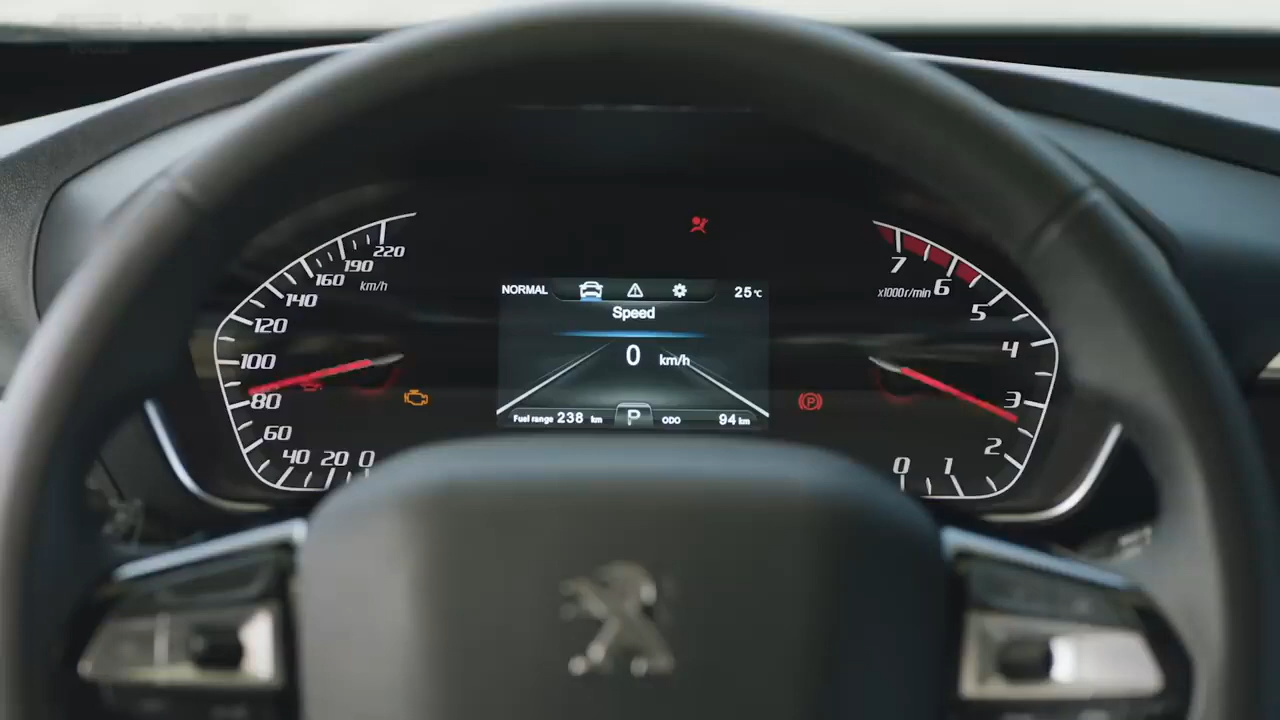 220
190
160
km/h
140
120
100
80
60
40 20 0
NORMAL
25°C
Speed
0 km/h
Fuel range 238 km
P
ODO 94 km
P
7
6
x1000r/min
5
4
3
2
1
0